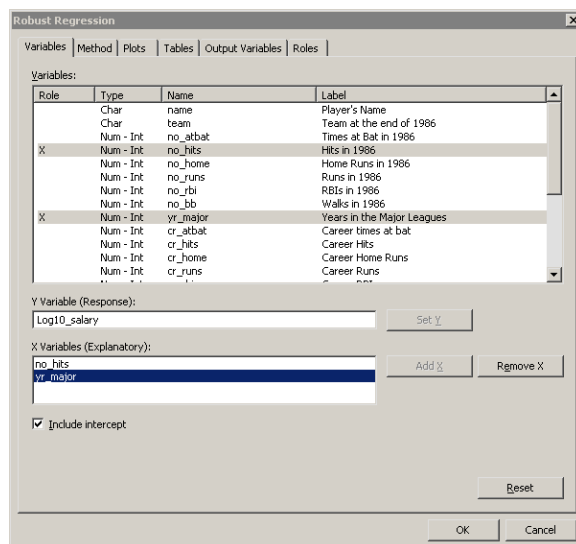 Robust Regression
Variables Method Plots Tables Output Variables Roles
Variables:
Role Type Name Label
Char name Player's Name
Char team Team at the end of 1986
Num - Int no_atbat Times at Bat in 1986
X Num - Int no_hits Hits in 1986
Num - Int no_home Home Runs in 1986
Num - Int no_runs Runs in 1986
Num - Int no_rbi RBIs in 1986
Num - Int no_bb Walks in 1986
X Num - Int yr_major Years in the Major Leagues
Num - Int cr_atbat Career times at bat
Num - Int cr_hits Career Hits
Num - Int cr_home Career Home Runs
Num - Int cr_runs Career Runs
Y Variable (Response):
Log10_salary Set Y
X Variables (Explanatory):
no_hits Add X Remove X
yr_major
Include intercept
Reset
OK Cancel